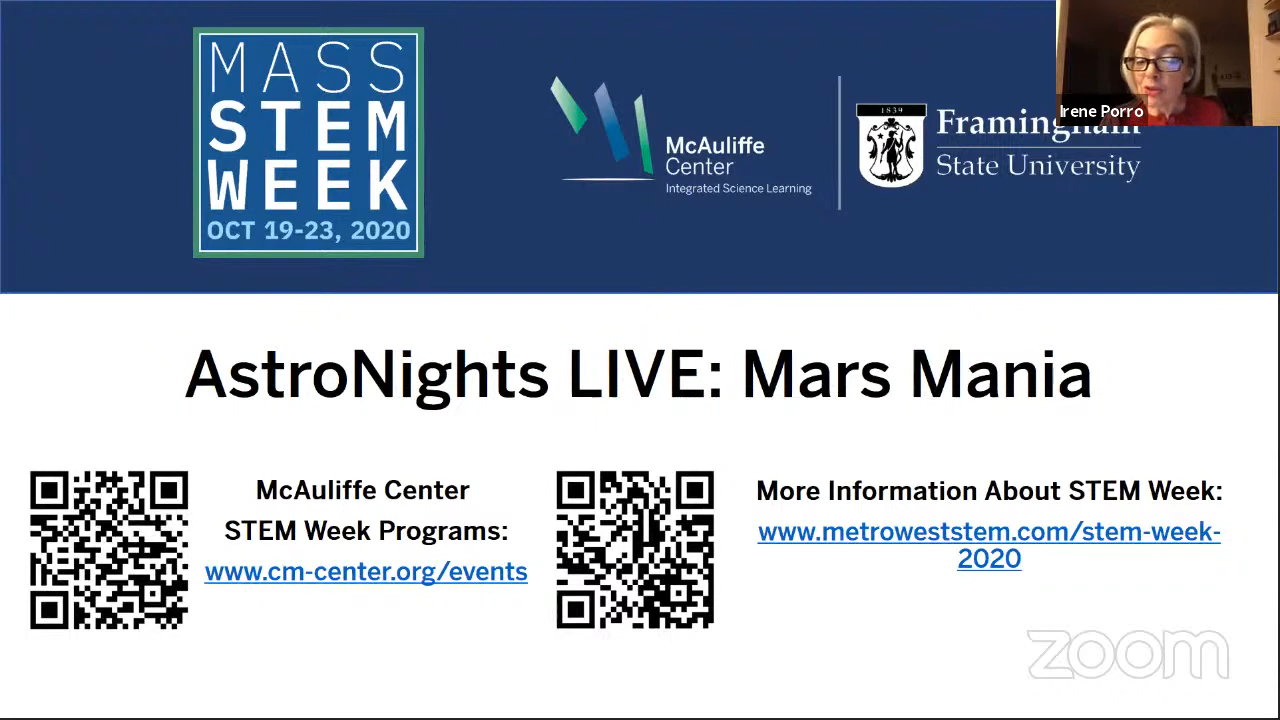 MASS
STEM
WEEK
OCT 19-23, 2020
McAuliffe
Center
Integrated Science Learning
1839
Framingham
State University
Irene Porro
AstroNights LIVE: Mars Mania
McAuliffe Center
STEM Week Programs:
www.cm-center.org/events
More Information About STEM Week:
www.metroweststem.com/stem-week-
2020
zoom